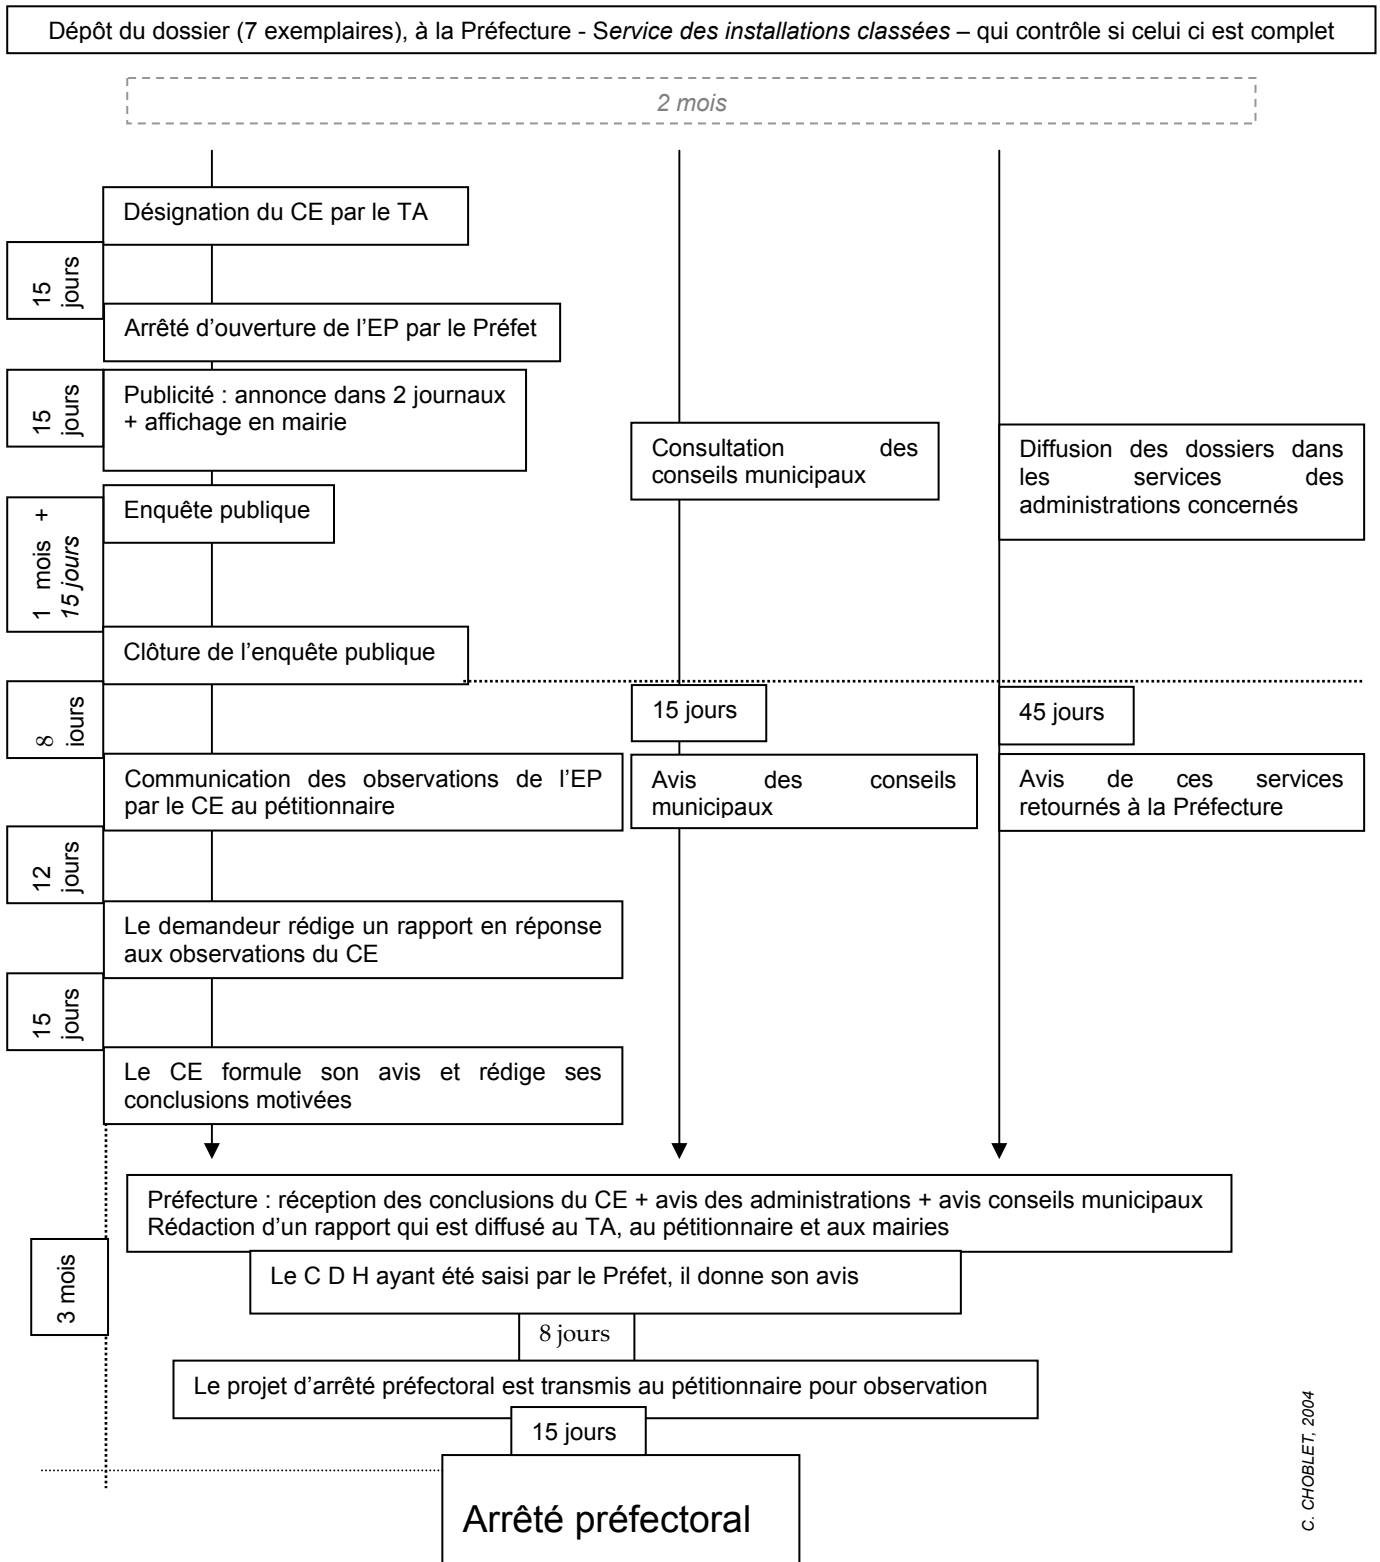 Dépôt du dossier (7 exemplaires), à la Préfecture - Service des installations classées – qui contrôle si celui ci est complet
2 mois
Désignation du CE par le TA
15
jours
Arrêté d’ouverture de l’EP par le Préfet
15
jours
Publicité : annonce dans 2 journaux
+ affichage en mairie
Consultation des
conseils municipaux
Diffusion des dossiers dans
les services des
administrations concernés
1 mois +
15 jours
Enquête publique
Clôture de l’enquête publique
8
jours
15 jours
45 jours
Communication des observations de l’EP
par le CE au pétitionnaire
Avis des conseils
municipaux
Avis de ces services
retournés à la Préfecture
12
jours
Le demandeur rédige un rapport en réponse
aux observations du CE
15
jours
Le CE formule son avis et rédige ses
conclusions motivées
Préfecture : réception des conclusions du CE + avis des administrations + avis conseils municipaux
Rédaction d’un rapport qui est diffusé au TA, au pétitionnaire et aux mairies
3 mois
Le C D H ayant été saisi par le Préfet, il donne son avis
8 jours
Le projet d’arrêté préfectoral est transmis au pétitionnaire pour observation
15 jours
Arrêté préfectoral
C. CHOBLET, 2004